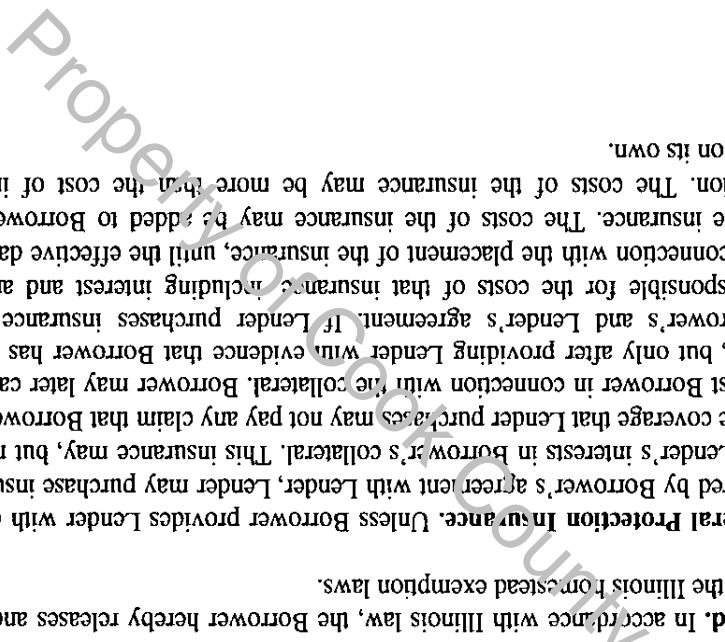 d. In accordance with Illinois law, the Borrower hereby releases and
the Illinois homestead exemption laws.
eral Protection Insurance. Unless Borrower provides Lender with
red by Borrower's agreement with Lender, Lender may purchase insu
Lender's interests in Borrower's collateral. This insurance may, but n
e coverage that Lender purchases may not pay any claim that Borrowe
st Borrower in connection with the collateral. Borrower may later ca
, but only after providing Lender with evidence that Borrower has
rower's and Lender's agreement. If Lender purchases insurance
sponsible for the costs of that insurance, including interest and a
connection with the placement of the insurance, until the effective da
e insurance. The costs of the insurance may be added to Borrowe
ion. The costs of the insurance may be more than the cost of i
on its own.
Property of Cook County